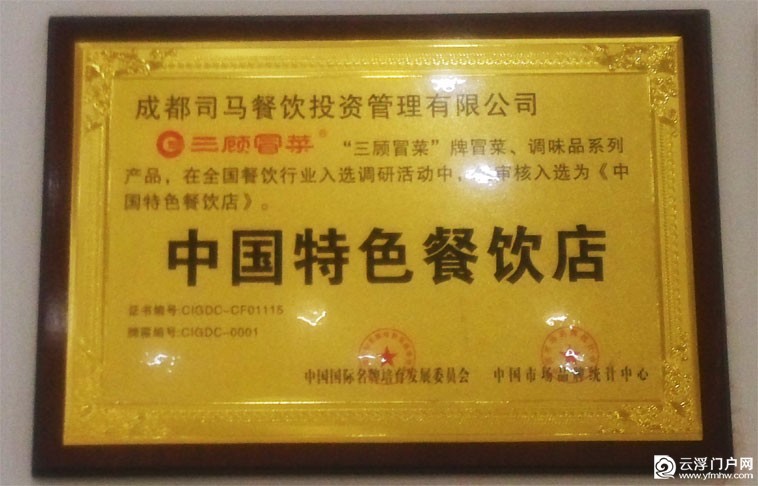 成都司马餐饮投资管理有限公司
三顾冒菜® “三顾冒菜”牌冒菜、调味品系列
产品，在全国餐饮行业入选调研活动中，审核入选为《中
国特色餐饮店》。
中国特色餐饮店
证书编号:CIGDC--CF01115
牌匾编号:CIGDC--0001
中国国际名牌培育发展委员会
中国市场品牌统计中心
云浮门户网
www.yfmhw.com